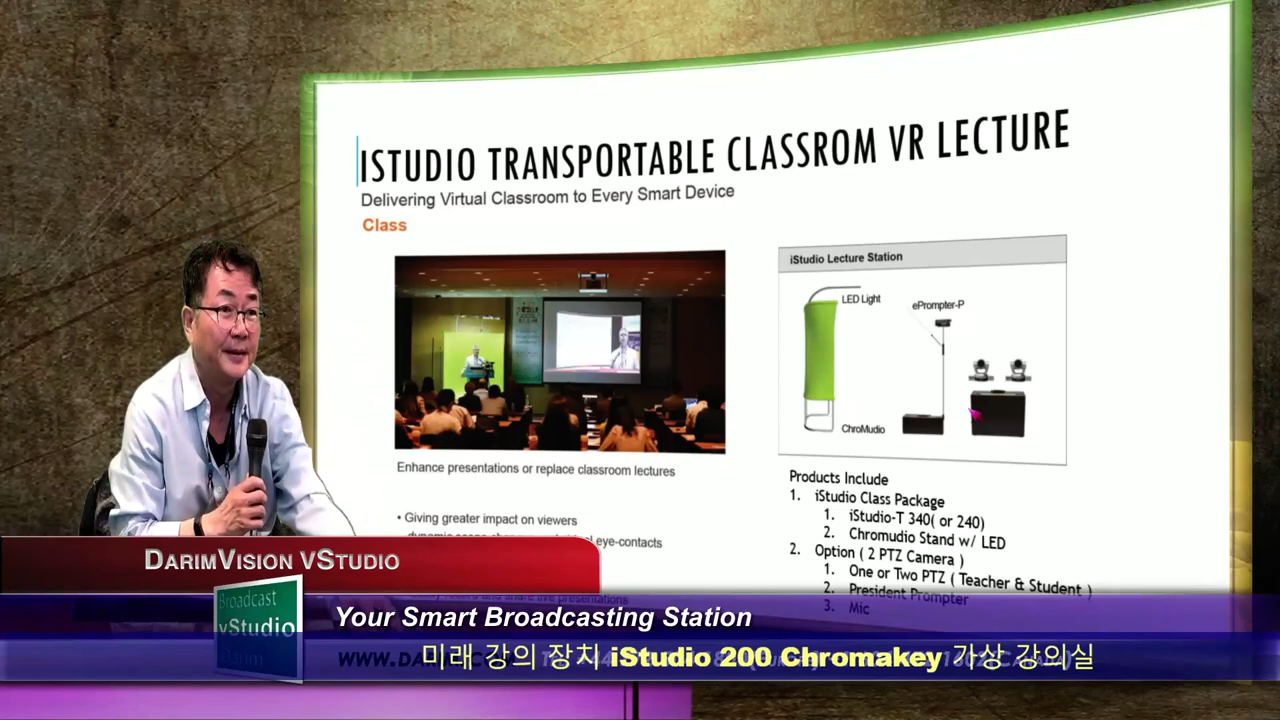 ISTUDIO TRANSPORTABLE CLASSROM VR LECTURE
Delivering Virtual Classroom to Every Smart Device
Class
iStudio Lecture Station
LED Light
ePrompter-P
ChroMudio
Enhance presentations or replace classroom lectures
• Giving greater impact on viewers
eye-contacts
Products Include
1. iStudio Class Package
1. iStudio-T 340( or 240)
2. Chromudio Stand w/ LED
2. Option ( 2 PTZ Camera )
1. One or Two PTZ ( Teacher & Student )
2. President Prompter
3. Mic
DARIMVISION VSTUDIO
Broadcast
vStudio
Darim
Your Smart Broadcasting Station
미래 강의 장치 iStudio 200 Chromakey 가상 강의실